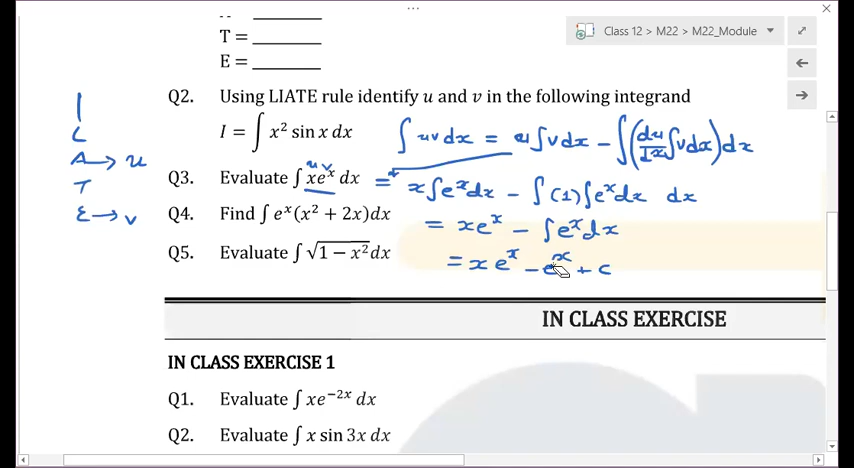 Class 12 > M22 > M22_Module
T = ______
E = ______
Q2. Using LIATE rule identify u and v in the following integrand
I = ∫ x² sin x dx
∫ uv dx = u ∫ v dx − ∫ (du/dx ∫ v dx) dx
L
A → u
T
E → v
u v
Q3. Evaluate ∫ xeˣ dx
= x ∫ eˣ dx − ∫ (1) ∫ eˣ dx dx
Q4. Find ∫ eˣ(x² + 2x)dx
= x eˣ − ∫ eˣ dx
Q5. Evaluate ∫ √(1 − x²) dx
= x eˣ − eˣ + c
IN CLASS EXERCISE
IN CLASS EXERCISE 1
Q1. Evaluate ∫ xe⁻²ˣ dx
Q2. Evaluate ∫ x sin 3x dx